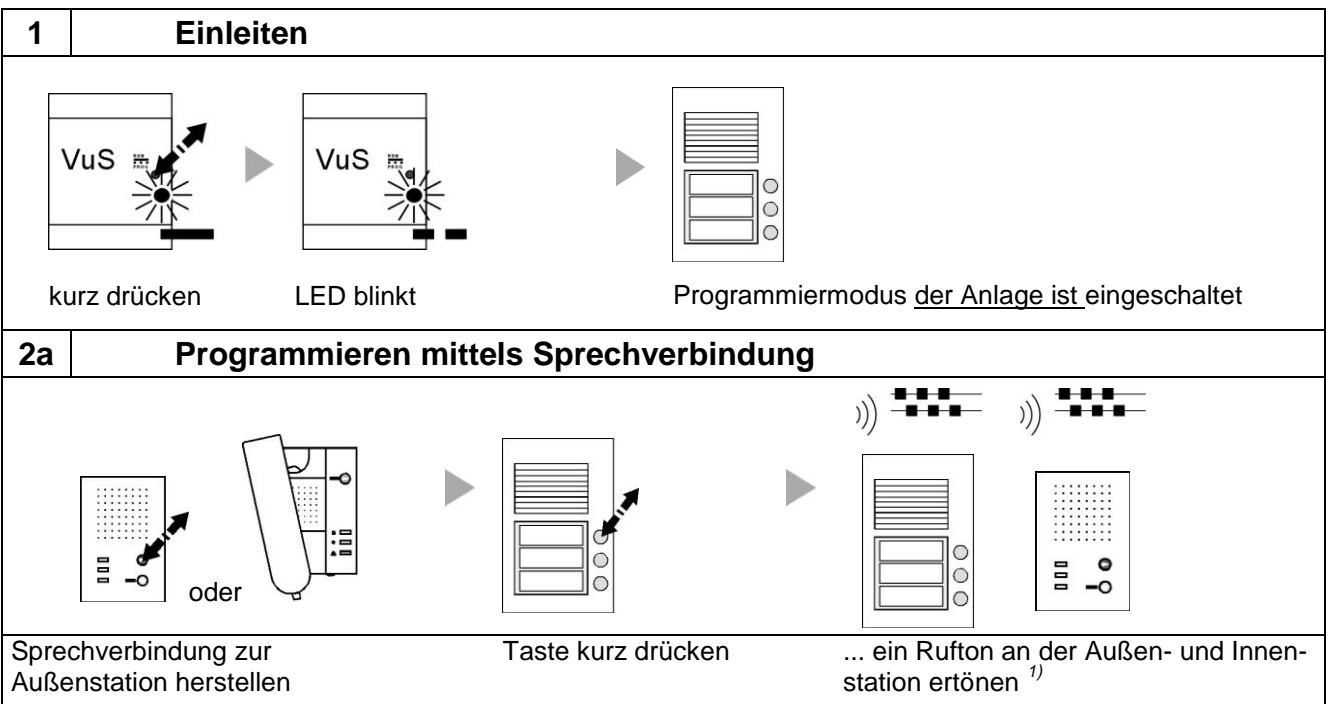 1 Einleiten
VuS
VuS
kurz drücken
LED blinkt
Programmiermodus der Anlage ist eingeschaltet
2a Programmieren mittels Sprechverbindung
oder
Sprechverbindung zur
Außenstation herstellen
Taste kurz drücken
... ein Rufton an der Außen- und Innen-
station ertönen 1)